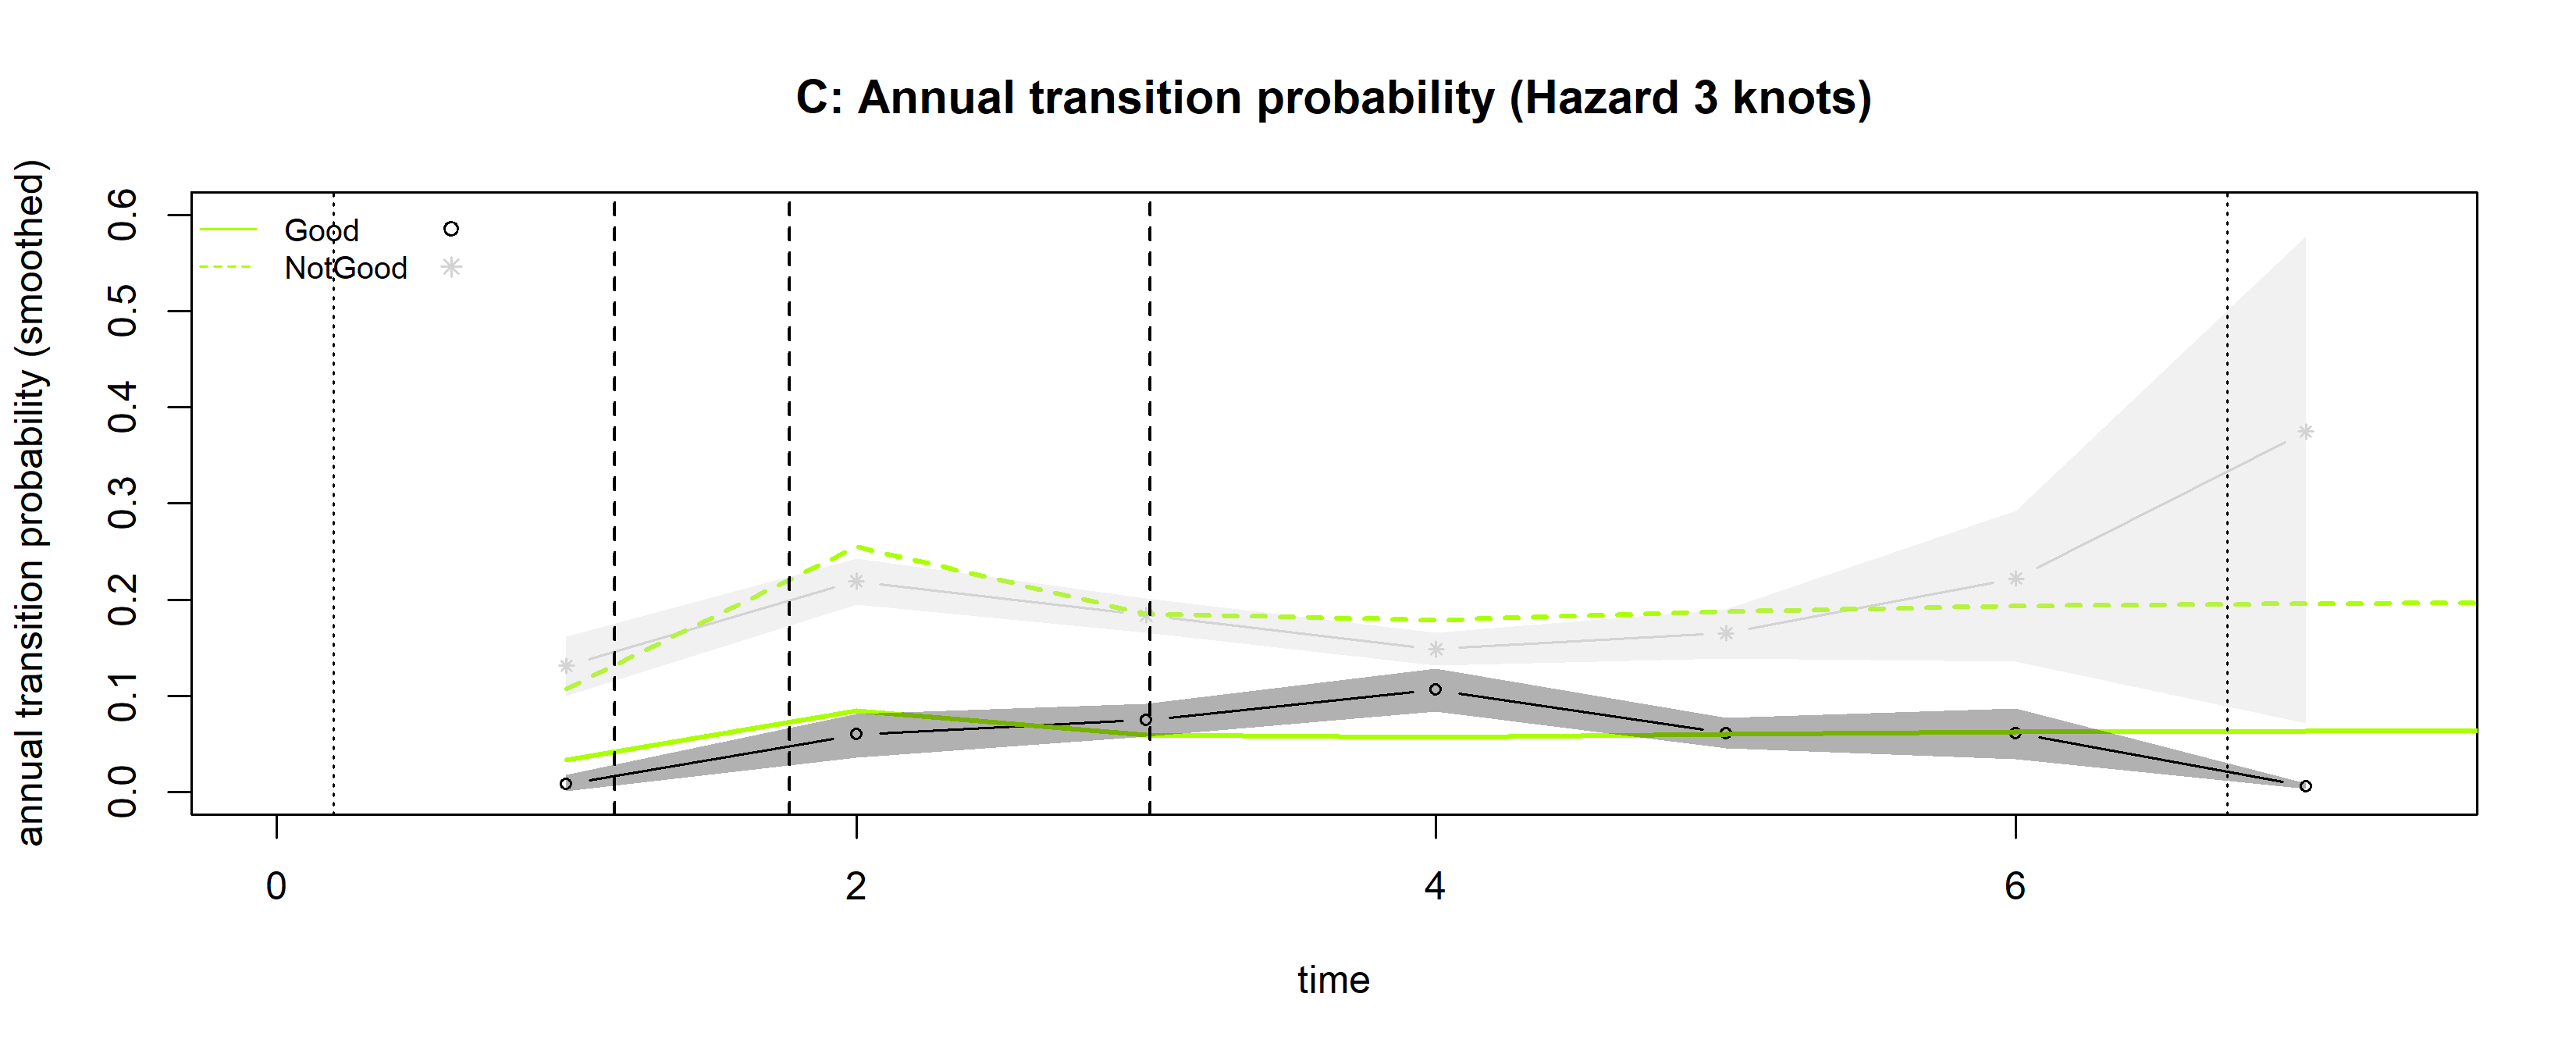 C: Annual transition probability (Hazard 3 knots)
annual transition probability (smoothed)
0.6
0.5
0.4
0.3
0.2
0.1
0.0
Good
NotGood
0 2 4 6
time